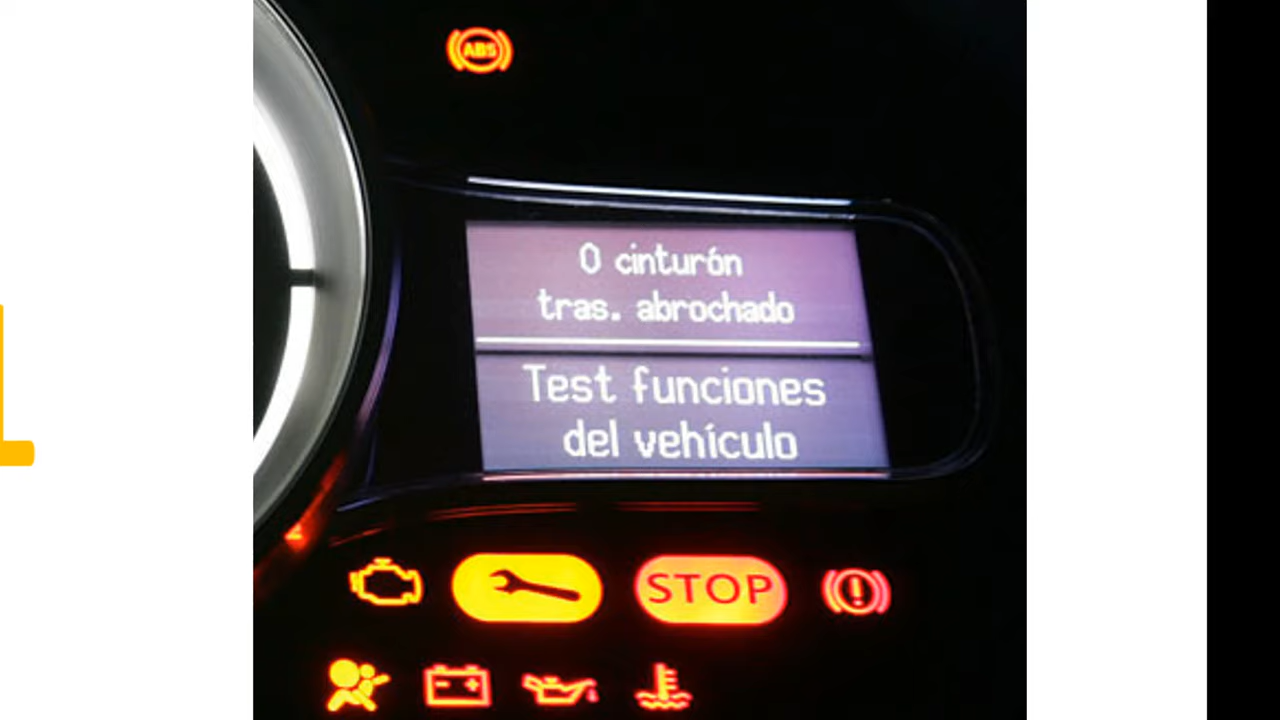 ABS
0 cinturón
tras. abrochado
Test funciones
del vehículo
STOP